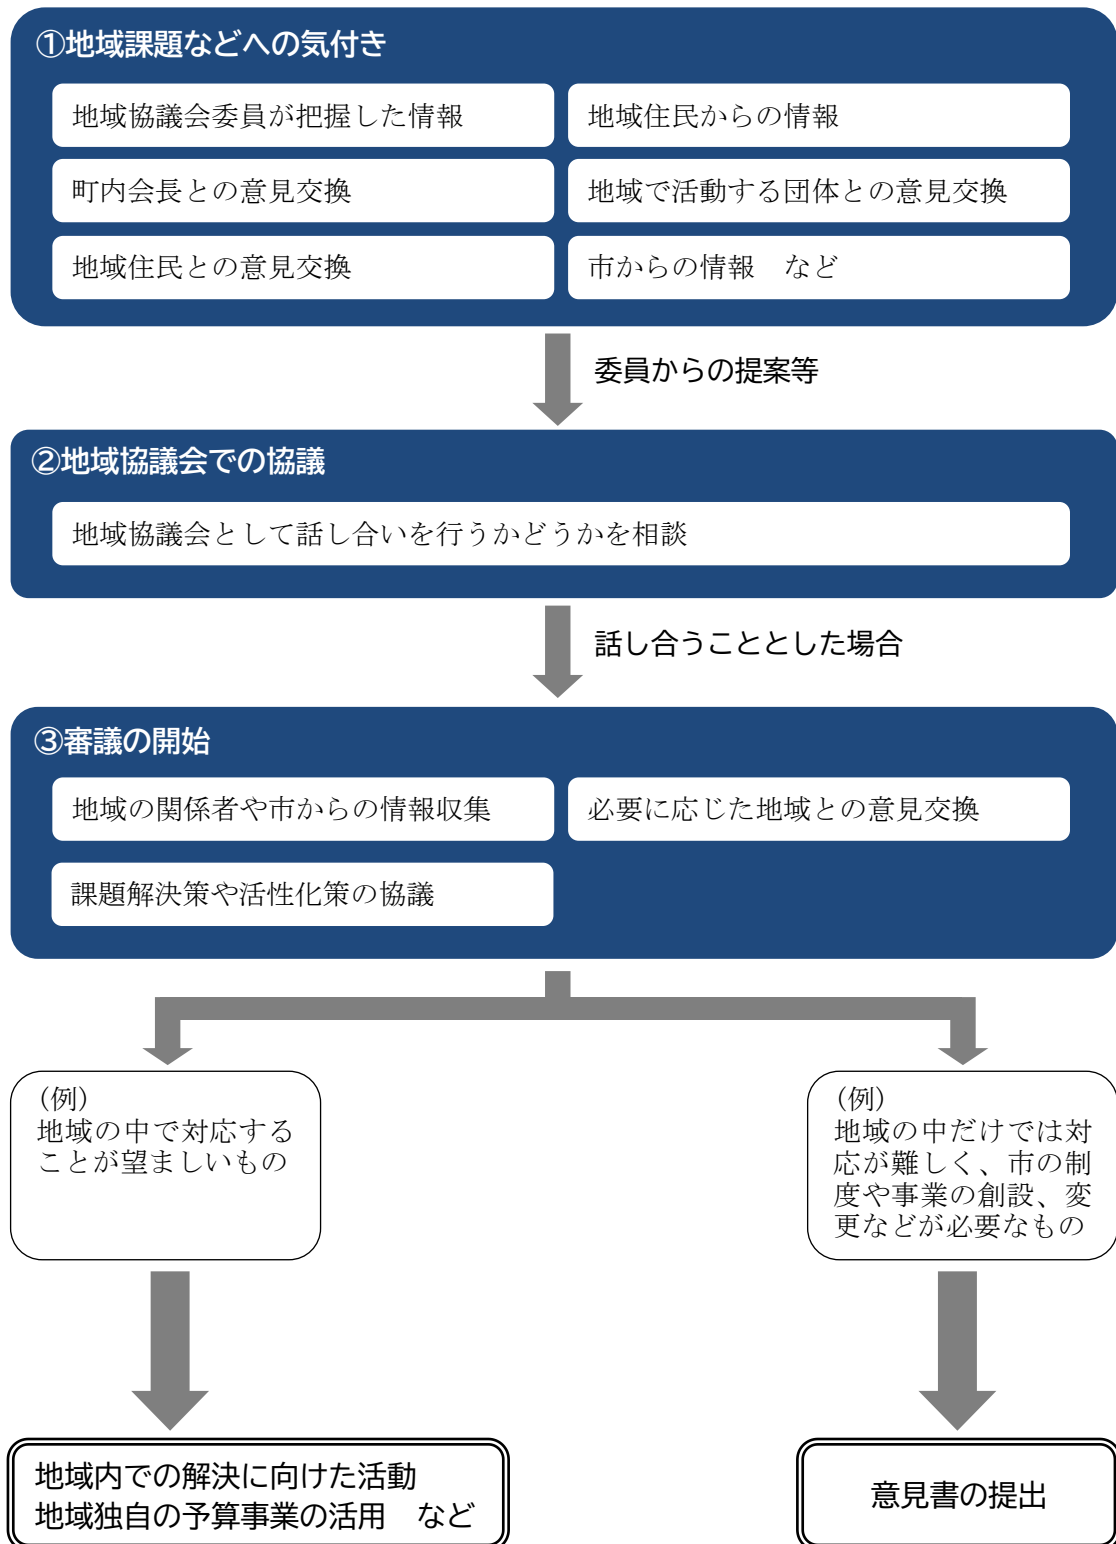 ①地域課題などへの気付き
地域協議会委員が把握した情報
地域住民からの情報
町内会長との意見交換
地域で活動する団体との意見交換
地域住民との意見交換
市からの情報　など
委員からの提案等
②地域協議会での協議
地域協議会として話し合いを行うかどうかを相談
話し合うこととした場合
③審議の開始
地域の関係者や市からの情報収集
必要に応じた地域との意見交換
課題解決策や活性化策の協議
（例）
地域の中で対応する
ことが望ましいもの
（例）
地域の中だけでは対
応が難しく、市の制
度や事業の創設、変
更などが必要なもの
地域内での解決に向けた活動
地域独自の予算事業の活用　など
意見書の提出